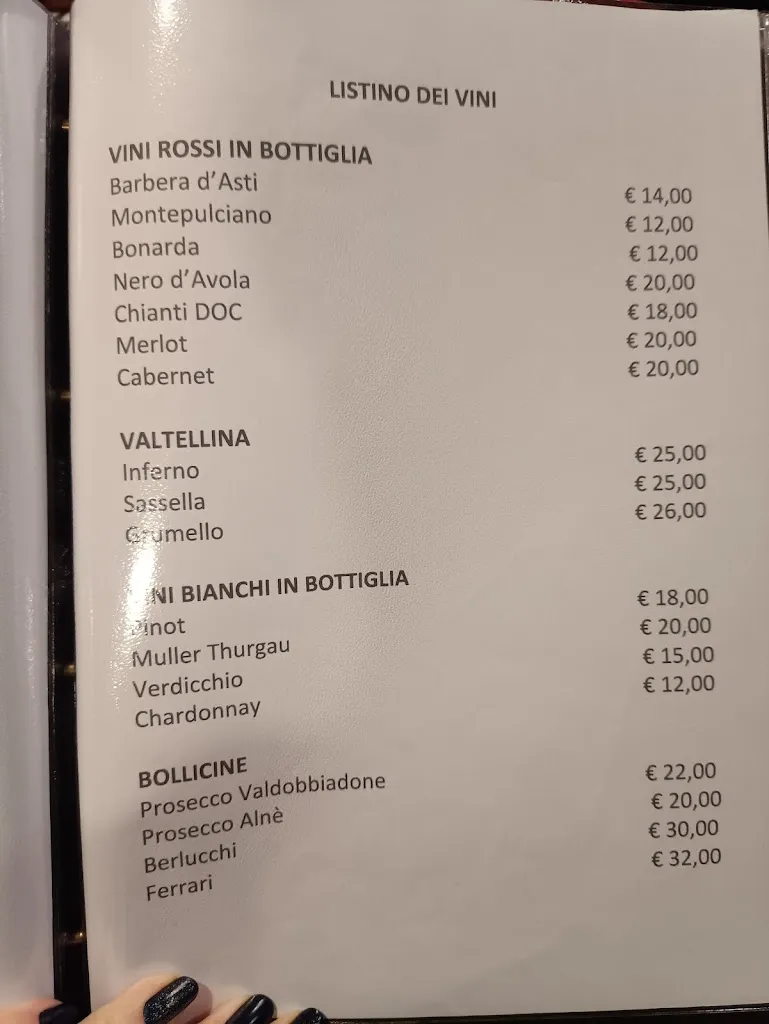 LISTINO DEI VINI
VINI ROSSI IN BOTTIGLIA
Barbera d'Asti € 14,00
Montepulciano € 12,00
Bonarda € 12,00
Nero d'Avola € 20,00
Chianti DOC € 18,00
Merlot € 20,00
Cabernet € 20,00
VALTELLINA
Inferno € 25,00
Sassella € 25,00
Grumello € 26,00
VINI BIANCHI IN BOTTIGLIA
Pinot € 18,00
Muller Thurgau € 20,00
Verdicchio € 15,00
Chardonnay € 12,00
BOLLICINE
Prosecco Valdobbiadone € 22,00
Prosecco Alnè € 20,00
Berlucchi € 30,00
Ferrari € 32,00